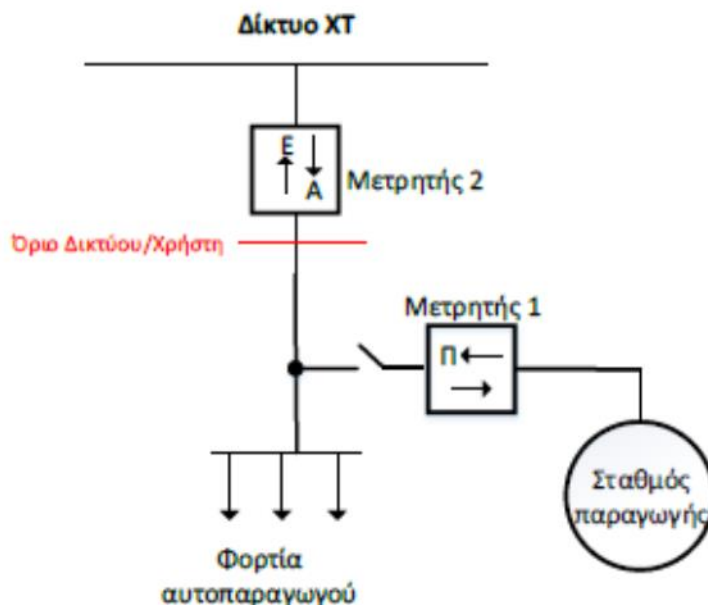 Δίκτυο ΧΤ
Ε
Α
Μετρητής 2
Όριο Δικτύου/Χρήστη
Μετρητής 1
Π
Σταθμός
παραγωγής
Φορτία
αυτοπαραγωγού